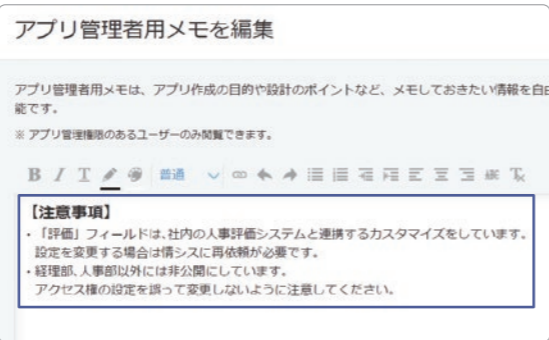 アプリ管理者用メモを編集
アプリ管理者用メモは、アプリ作成の目的や設計のポイントなど、メモしておきたい情報を自由
能です。
※ アプリ管理権限のあるユーザーのみ閲覧できます。
B I T 普通
【注意事項】
・「評価」フィールドは、社内の人事評価システムと連携するカスタマイズをしています。
設定を変更する場合は情シスに再依頼が必要です。
・経理部、人事部以外には非公開にしています。
アクセス権の設定を誤って変更しないように注意してください。